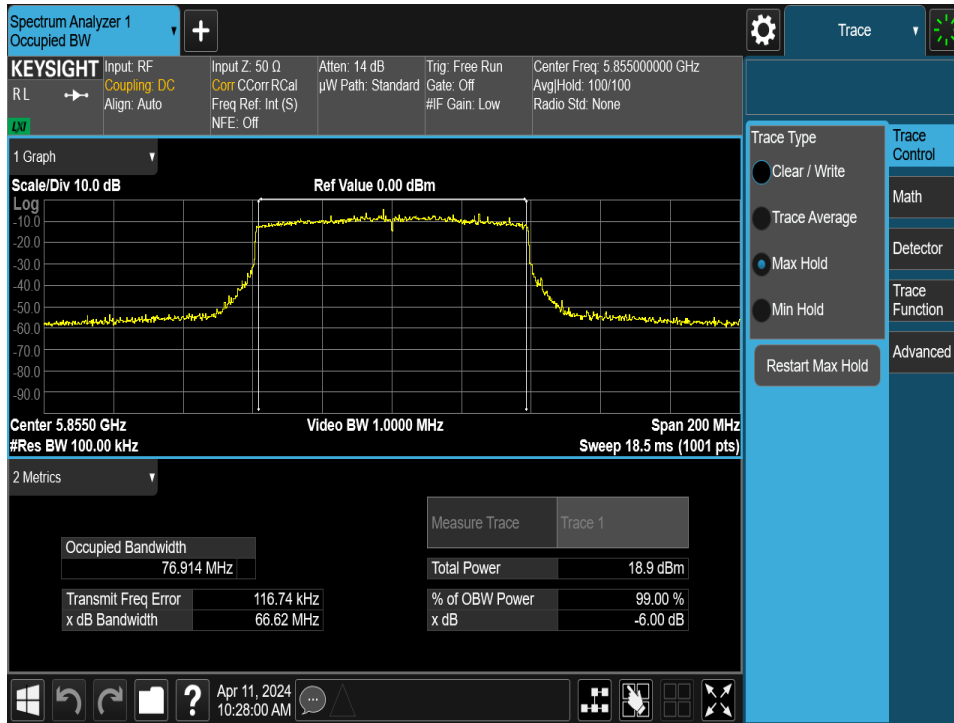 Spectrum Analyzer 1
Occupied BW
+
Trace
KEYSIGHT
R L
LXI
Input: RF
Coupling: DC
Align: Auto
Input Z: 50 Ω
Corr CCorr RCal
Freq Ref: Int (S)
NFE: Off
Atten: 14 dB
µW Path: Standard
Trig: Free Run
Gate: Off
#IF Gain: Low
Center Freq: 5.855000000 GHz
Avg|Hold: 100/100
Radio Std: None
1 Graph
Scale/Div 10.0 dB
Ref Value 0.00 dBm
Log
-10.0
-20.0
-30.0
-40.0
-50.0
-60.0
-70.0
-80.0
-90.0
Center 5.8550 GHz
#Res BW 100.00 kHz
Video BW 1.0000 MHz
Span 200 MHz
Sweep 18.5 ms (1001 pts)
2 Metrics
Measure Trace Trace 1
Occupied Bandwidth
76.914 MHz
Total Power 18.9 dBm
Transmit Freq Error 116.74 kHz
x dB Bandwidth 66.62 MHz
% of OBW Power 99.00 %
x dB -6.00 dB
Trace Type
Clear / Write
Trace Average
Max Hold
Min Hold
Restart Max Hold
Trace
Control
Math
Detector
Trace
Function
Advanced
?
Apr 11, 2024
10:28:00 AM